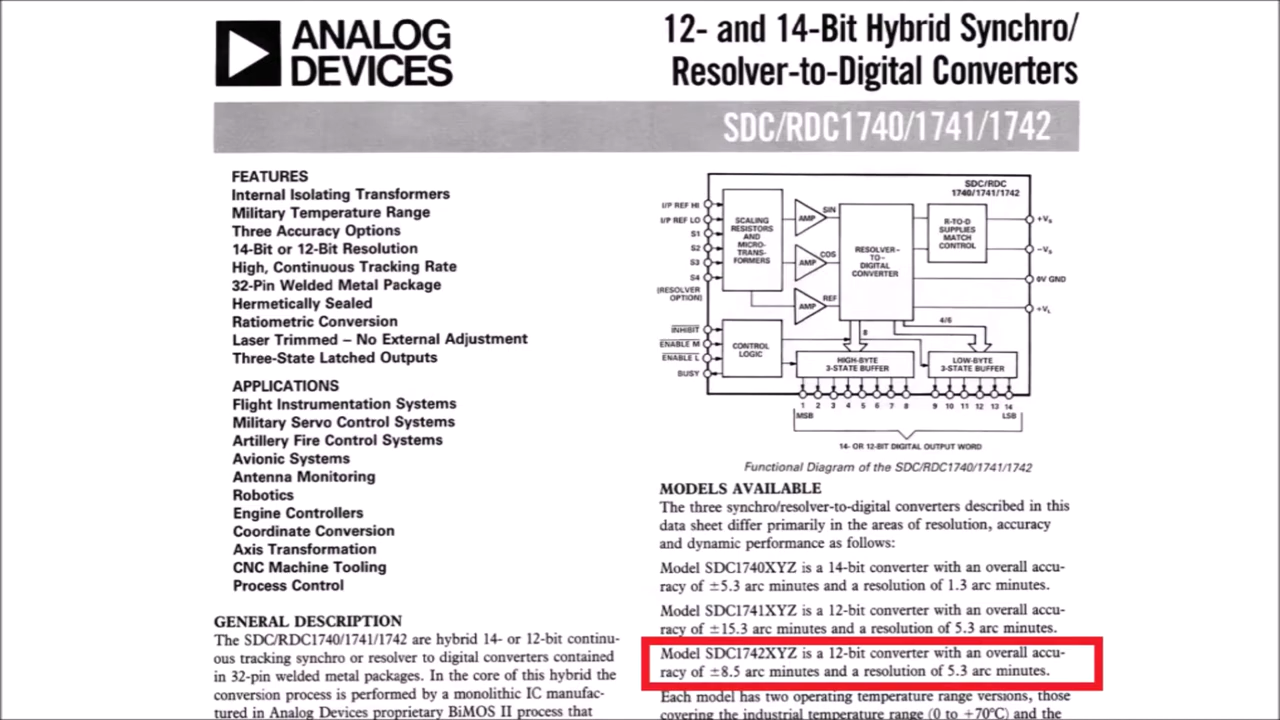 ANALOG
DEVICES
12- and 14-Bit Hybrid Synchro/
Resolver-to-Digital Converters
SDC/RDC1740/1741/1742
FEATURES
Internal Isolating Transformers
Military Temperature Range
Three Accuracy Options
14-Bit or 12-Bit Resolution
High, Continuous Tracking Rate
32-Pin Welded Metal Package
Hermetically Sealed
Ratiometric Conversion
Laser Trimmed – No External Adjustment
Three-State Latched Outputs
APPLICATIONS
Flight Instrumentation Systems
Military Servo Control Systems
Artillery Fire Control Systems
Avionic Systems
Antenna Monitoring
Robotics
Engine Controllers
Coordinate Conversion
Axis Transformation
CNC Machine Tooling
Process Control
GENERAL DESCRIPTION
The SDC/RDC1740/1741/1742 are hybrid 14- or 12-bit continu-
ous tracking synchro or resolver to digital converters contained
in 32-pin welded metal packages. In the core of this hybrid the
conversion process is performed by a monolithic IC manufac-
tured in Analog Devices proprietary BiMOS II process that
SDC/RDC
1740/1741/1742
I/P REF HI
I/P REF LO
S1
S2
S3
S4
(RESOLVER
OPTION)
INHIBIT
ENABLE M
ENABLE L
BUSY
SCALING
RESISTORS
AND
MICRO-
TRANS-
FORMERS
CONTROL
LOGIC
AMP
SIN
AMP
COS
AMP
REF
RESOLVER–
TO–
DIGITAL
CONVERTER
R-TO-D
SUPPLIES
MATCH
CONTROL
+VS
–VS
0V GND
+VL
8
4/6
HIGH-BYTE
3-STATE BUFFER
LOW-BYTE
3-STATE BUFFER
1 2 3 4 5 6 7 8 9 10 11 12 13 14
MSB LSB
14- OR 12-BIT DIGITAL OUTPUT WORD
Functional Diagram of the SDC/RDC1740/1741/1742
MODELS AVAILABLE
The three synchro/resolver-to-digital converters described in this
data sheet differ primarily in the areas of resolution, accuracy
and dynamic performance as follows:
Model SDC1740XYZ is a 14-bit converter with an overall accu-
racy of ±5.3 arc minutes and a resolution of 1.3 arc minutes.
Model SDC1741XYZ is a 12-bit converter with an overall accu-
racy of ±15.3 arc minutes and a resolution of 5.3 arc minutes.
Model SDC1742XYZ is a 12-bit converter with an overall accu-
racy of ±8.5 arc minutes and a resolution of 5.3 arc minutes.
Each model has two operating temperature range versions, those
covering the industrial temperature range (0 to +70°C) and the